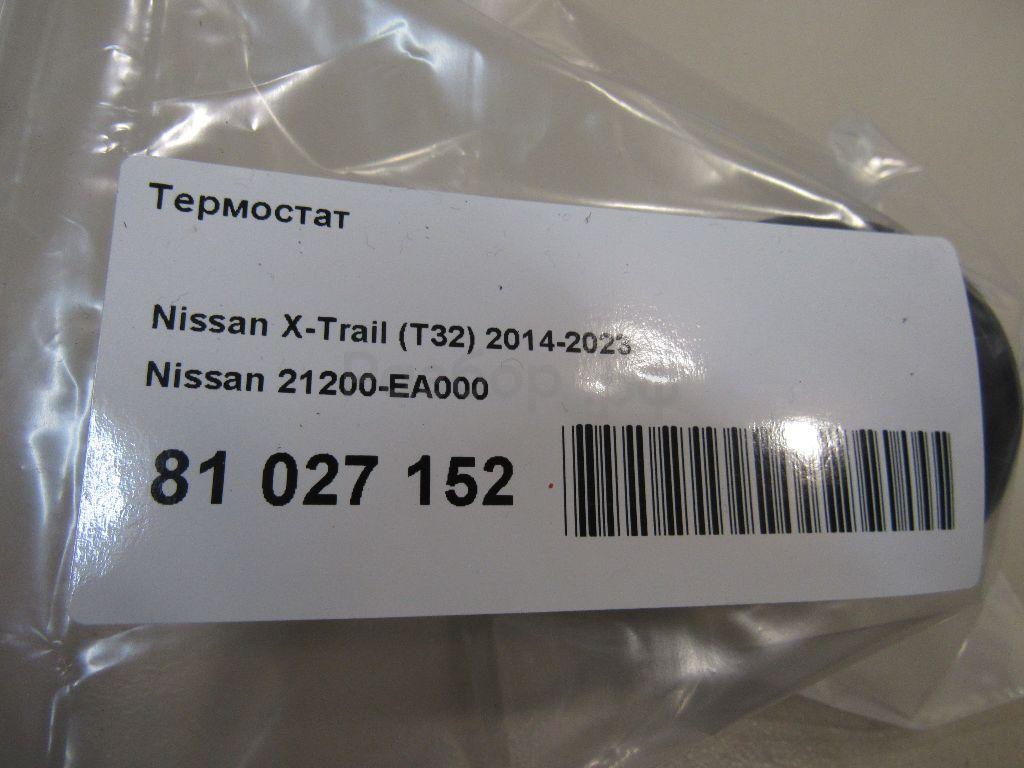 Термостат
Nissan X-Trail (T32) 2014-2023
Nissan 21200-EA000
81 027 152